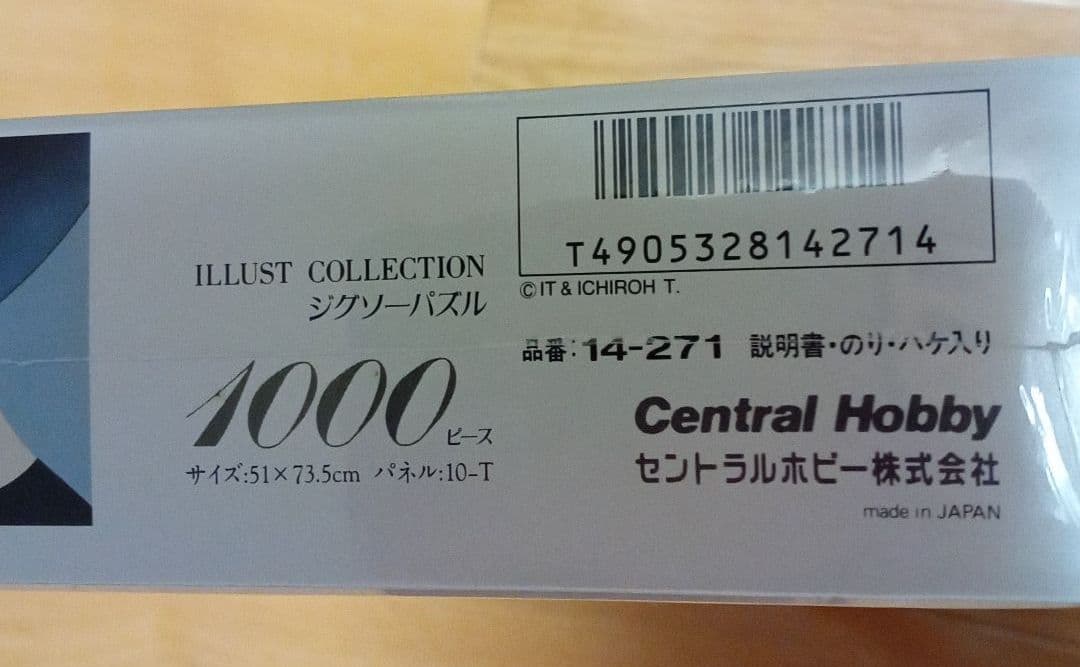 ILLUST COLLECTION
ジグソーパズル
1000ピース
サイズ:51×73.5cm パネル:10-T
T4905328142714
©IT & ICHIROH T.
品番:14-271 説明書・のり・ハケ入り
Central Hobby
セントラルホビー株式会社
made in JAPAN